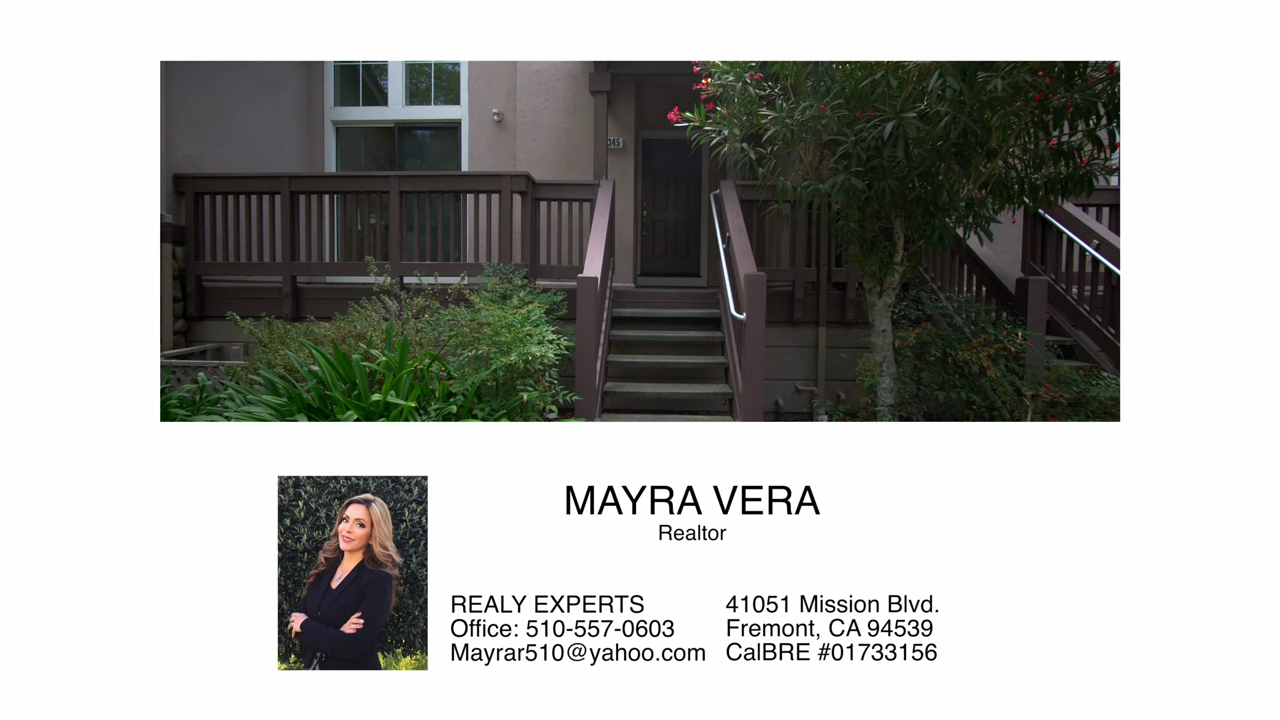 345
MAYRA VERA
Realtor
REALY EXPERTS
Office: 510-557-0603
Mayrar510@yahoo.com
41051 Mission Blvd.
Fremont, CA 94539
CalBRE #01733156